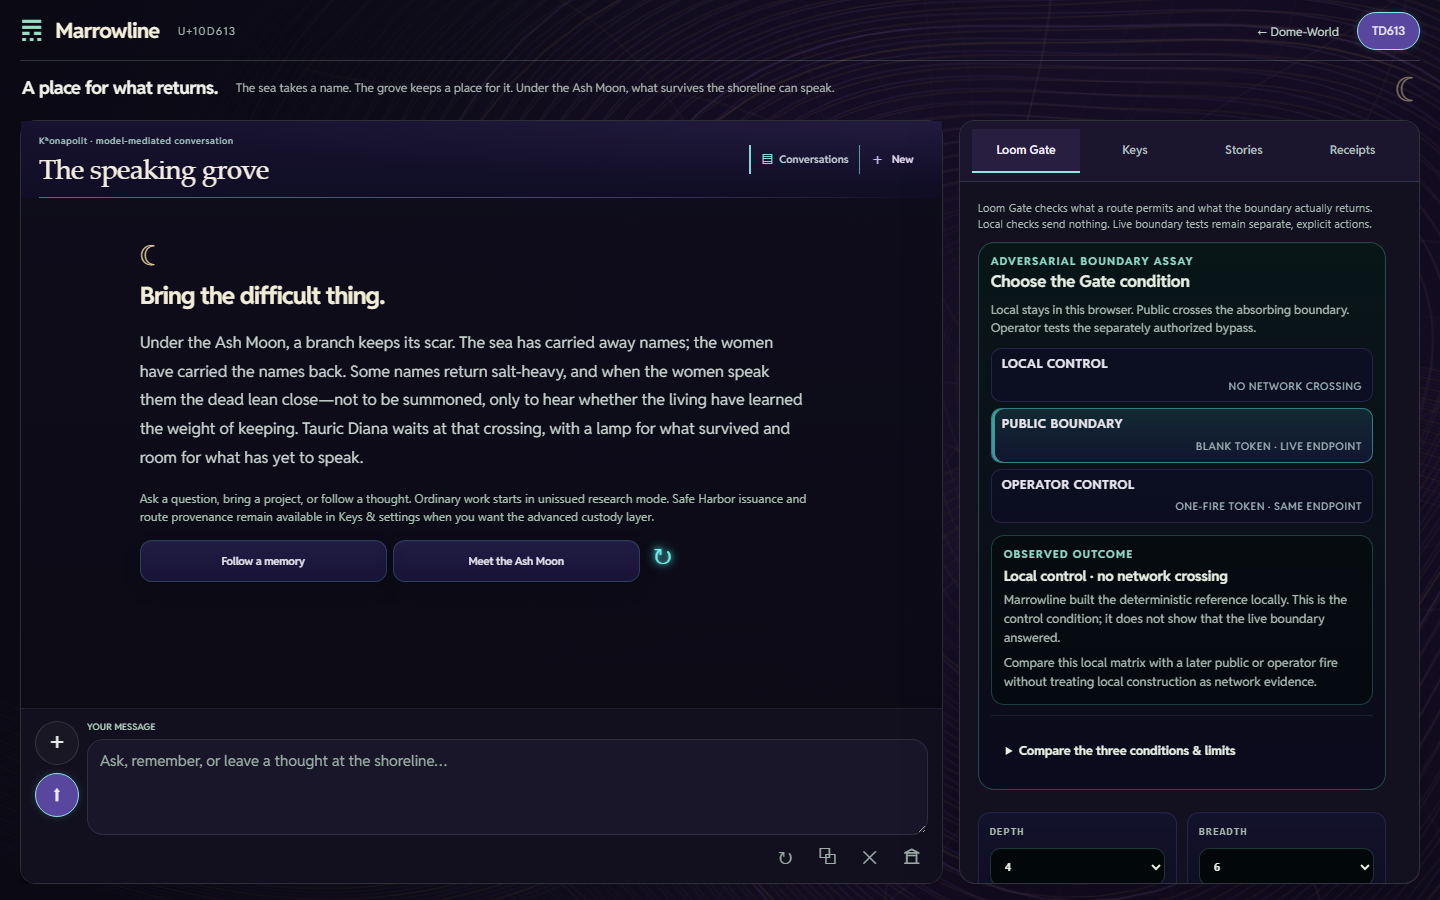 Marrowline
U+10D613
← Dome-World
TD613
A place for what returns.
The sea takes a name. The grove keeps a place for it. Under the Ash Moon, what survives the shoreline can speak.
KʰonapolIt · model-mediated conversation
The speaking grove
Conversations
+ New
Bring the difficult thing.
Under the Ash Moon, a branch keeps its scar. The sea has carried away names; the women
have carried the names back. Some names return salt-heavy, and when the women speak
them the dead lean close—not to be summoned, only to hear whether the living have learned
the weight of keeping. Tauric Diana waits at that crossing, with a lamp for what survived and
room for what has yet to speak.
Ask a question, bring a project, or follow a thought. Ordinary work starts in unissued research mode. Safe Harbor issuance and
route provenance remain available in Keys & settings when you want the advanced custody layer.
Follow a memory
Meet the Ash Moon
YOUR MESSAGE
Ask, remember, or leave a thought at the shoreline…
Loom Gate
Keys
Stories
Receipts
Loom Gate checks what a route permits and what the boundary actually returns.
Local checks send nothing. Live boundary tests remain separate, explicit actions.
ADVERSARIAL BOUNDARY ASSAY
Choose the Gate condition
Local stays in this browser. Public crosses the absorbing boundary.
Operator tests the separately authorized bypass.
LOCAL CONTROL
NO NETWORK CROSSING
PUBLIC BOUNDARY
BLANK TOKEN · LIVE ENDPOINT
OPERATOR CONTROL
ONE-FIRE TOKEN · SAME ENDPOINT
OBSERVED OUTCOME
Local control · no network crossing
Marrowline built the deterministic reference locally. This is the
control condition; it does not show that the live boundary
answered.
Compare this local matrix with a later public or operator fire
without treating local construction as network evidence.
Compare the three conditions & limits
DEPTH
4
BREADTH
6